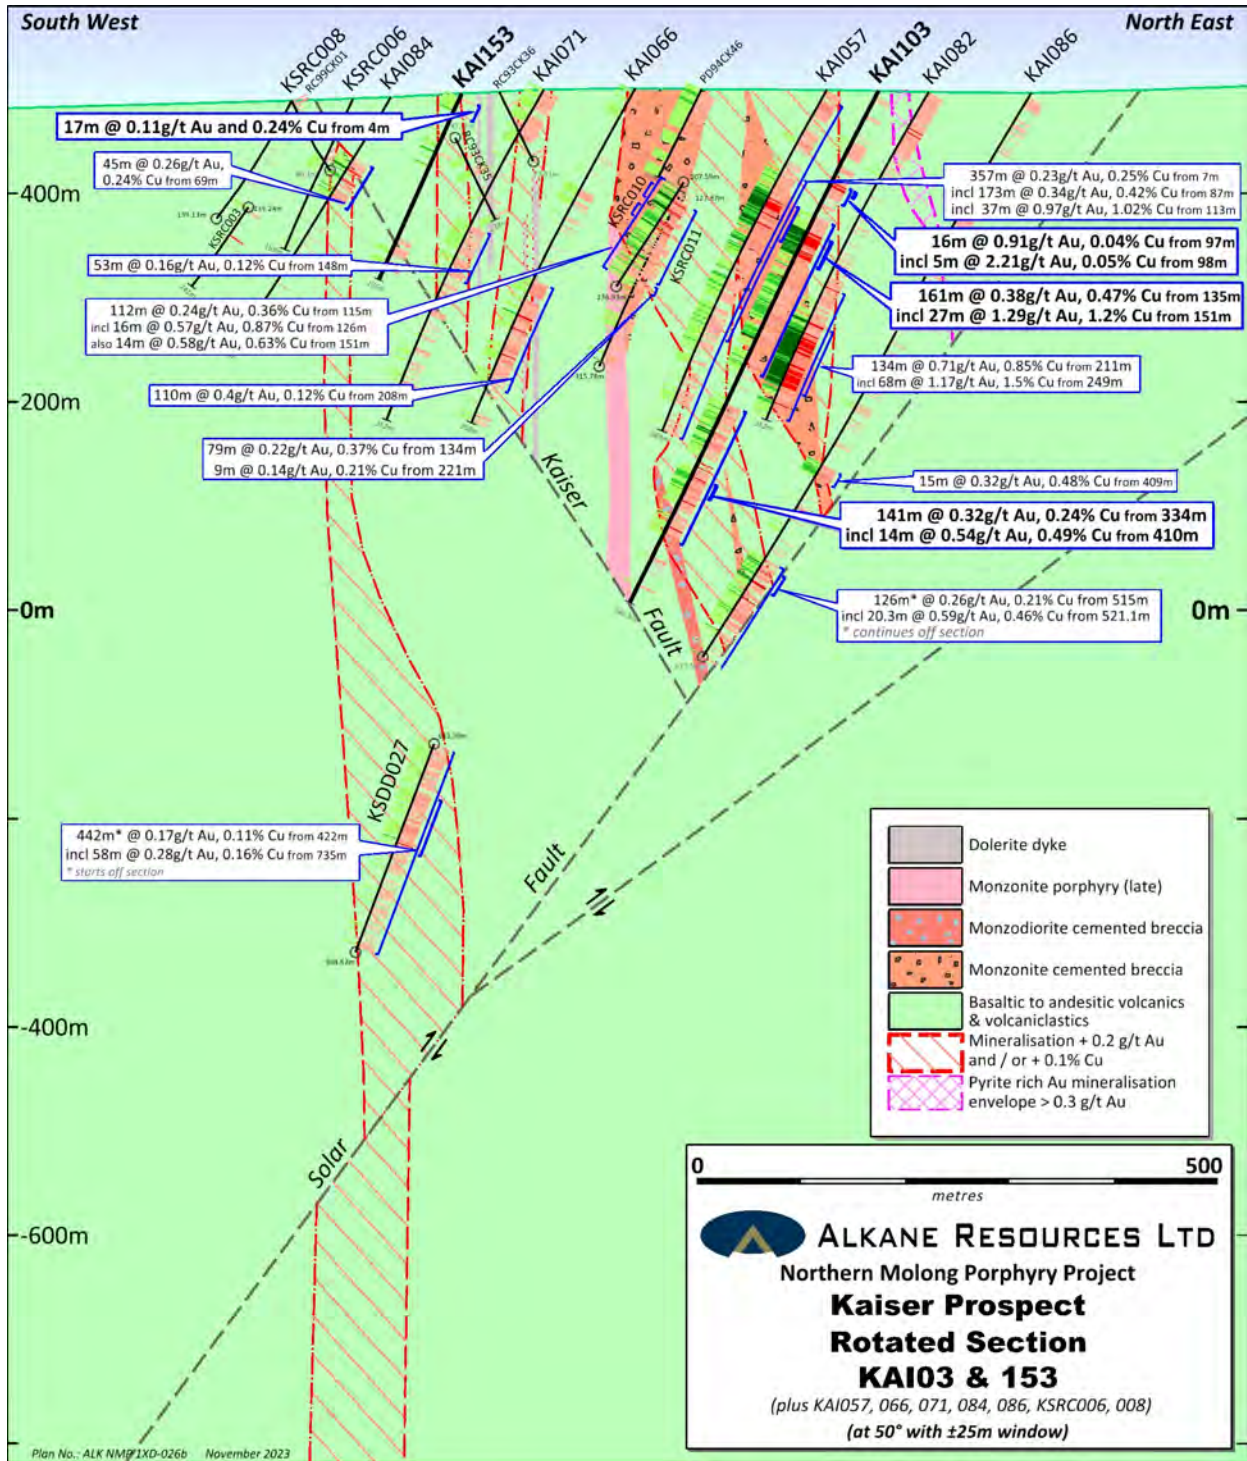 South West
North East
KSRC008
RC99CK01
KSRC006
KAI084
KAI153
RC93CK36
KAI071
KAI066
PD94CK46
KAI057
KAI103
KAI082
KAI086
17m @ 0.11g/t Au and 0.24% Cu from 4m
45m @ 0.26g/t Au,
0.24% Cu from 69m
400m
KSRC003
RC93CK35
KSRC010
KSRC011
357m @ 0.23g/t Au, 0.25% Cu from 7m
incl 173m @ 0.34g/t Au, 0.42% Cu from 87m
incl 37m @ 0.97g/t Au, 1.02% Cu from 113m
400m
16m @ 0.91g/t Au, 0.04% Cu from 97m
incl 5m @ 2.21g/t Au, 0.05% Cu from 98m
53m @ 0.16g/t Au, 0.12% Cu from 148m
161m @ 0.38g/t Au, 0.47% Cu from 135m
incl 27m @ 1.29g/t Au, 1.2% Cu from 151m
112m @ 0.24g/t Au, 0.36% Cu from 115m
incl 16m @ 0.57g/t Au, 0.87% Cu from 126m
also 14m @ 0.58g/t Au, 0.63% Cu from 151m
134m @ 0.71g/t Au, 0.85% Cu from 211m
incl 68m @ 1.17g/t Au, 1.5% Cu from 249m
110m @ 0.4g/t Au, 0.12% Cu from 208m
200m
200m
79m @ 0.22g/t Au, 0.37% Cu from 134m
9m @ 0.14g/t Au, 0.21% Cu from 221m
Kaiser
Fault
15m @ 0.32g/t Au, 0.48% Cu from 409m
141m @ 0.32g/t Au, 0.24% Cu from 334m
incl 14m @ 0.54g/t Au, 0.49% Cu from 410m
0m
0m
126m* @ 0.26g/t Au, 0.21% Cu from 515m
incl 20.3m @ 0.59g/t Au, 0.46% Cu from 521.1m
* continues off section
KSDD027
442m* @ 0.17g/t Au, 0.11% Cu from 422m
incl 58m @ 0.28g/t Au, 0.16% Cu from 735m
* starts off section
Fault
Solar
-400m
-600m
Dolerite dyke
Monzonite porphyry (late)
Monzodiorite cemented breccia
Monzonite cemented breccia
Basaltic to andesitic volcanics
& volcaniclastics
Mineralisation + 0.2 g/t Au
and / or + 0.1% Cu
Pyrite rich Au mineralisation
envelope > 0.3 g/t Au
0 500
metres
ALKANE RESOURCES LTD
Northern Molong Porphyry Project
Kaiser Prospect
Rotated Section
KAI03 & 153
(plus KAI057, 066, 071, 084, 086, KSRC006, 008)
(at 50° with ±25m window)
Plan No.: ALK NMP/1XD-026b November 2023